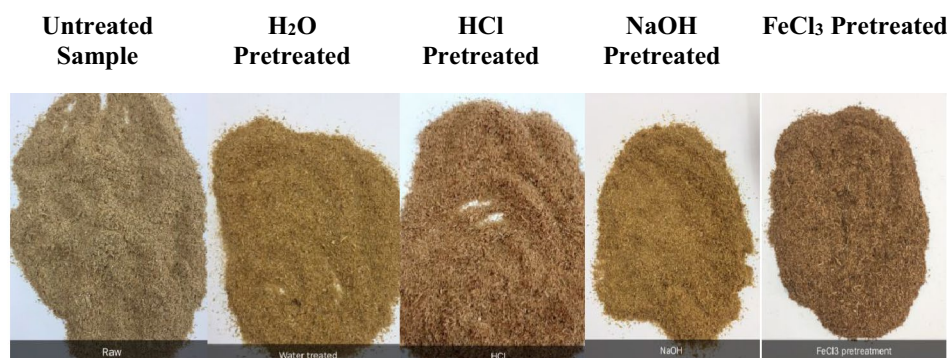 Untreated
Sample
H₂O
Pretreated
HCl
Pretreated
NaOH
Pretreated
FeCl₃ Pretreated
Raw
Water treated
HCL
NaOH
FeCl3 pretreatment